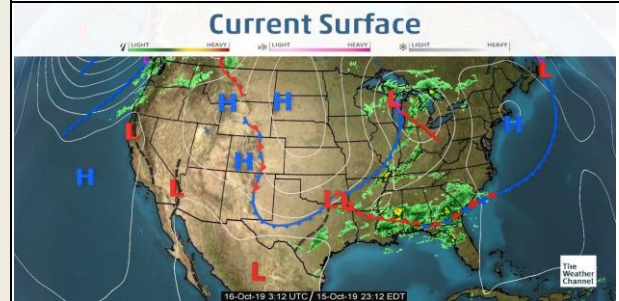 Current Surface
LIGHT HEAVY LIGHT HEAVY LIGHT HEAVY
L
H H
L
L
L
H
H
H
L
L L
L
16-Oct-19 3:12 UTC / 15-Oct-19 23:12 EDT
The
Weather
Channel